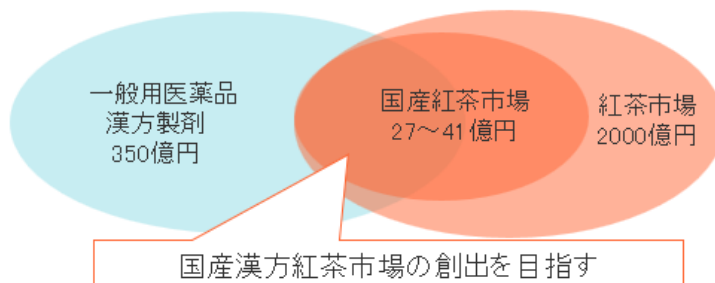 一般用医薬品
漢方製剤
350億円
国産紅茶市場
27～41億円
紅茶市場
2000億円
国産漢方紅茶市場の創出を目指す